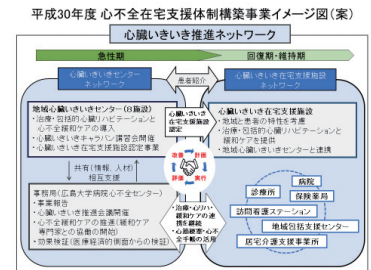 平成30年度 心不全在宅支援体制構築事業イメージ図(案)
心臓いきいき推進ネットワーク
急性期
回復期・維持期
心臓いきいきセンター
ネットワーク
患者紹介
心臓いきいき在宅支援施設
ネットワーク
地域心臓いきいきセンター(8施設)
・治療・包括的心臓リハビリテーションと
心不全緩和ケアの導入
・心臓いきいきキャラバン講習会開催
・心臓いきいき在宅支援施設認定事業
心臓いきいき
在宅支援施設
認定
心臓いきいき在宅支援施設
・地域と患者の特性を考慮
・治療・包括的心臓リハビリテーションと
緩和ケアを提供
・地域心臓いきいきセンターと連携
共有(情報、人材)
相互支援
改善
計画
評価
実行
事務局(広島大学病院心不全センター)
・事業報告
・心臓いきいき推進会議開催
・心不全緩和ケアの推進(緩和ケア
専門家との協働の開始)
・効果検証(医療経済的側面からの検証)
・治療・心リハ・
緩和ケアの連
携を継続
・心筋梗塞・心不
全手帳の活用
病院
診療所
保険薬局
訪問看護ステーション
地域包括支援センター
居宅介護支援事業所